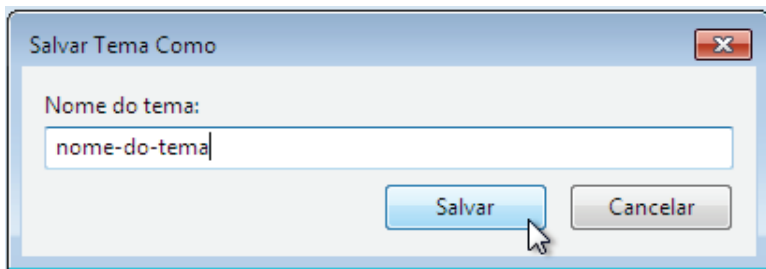 Salvar Tema Como
Nome do tema:
nome-do-tema
Salvar Cancelar